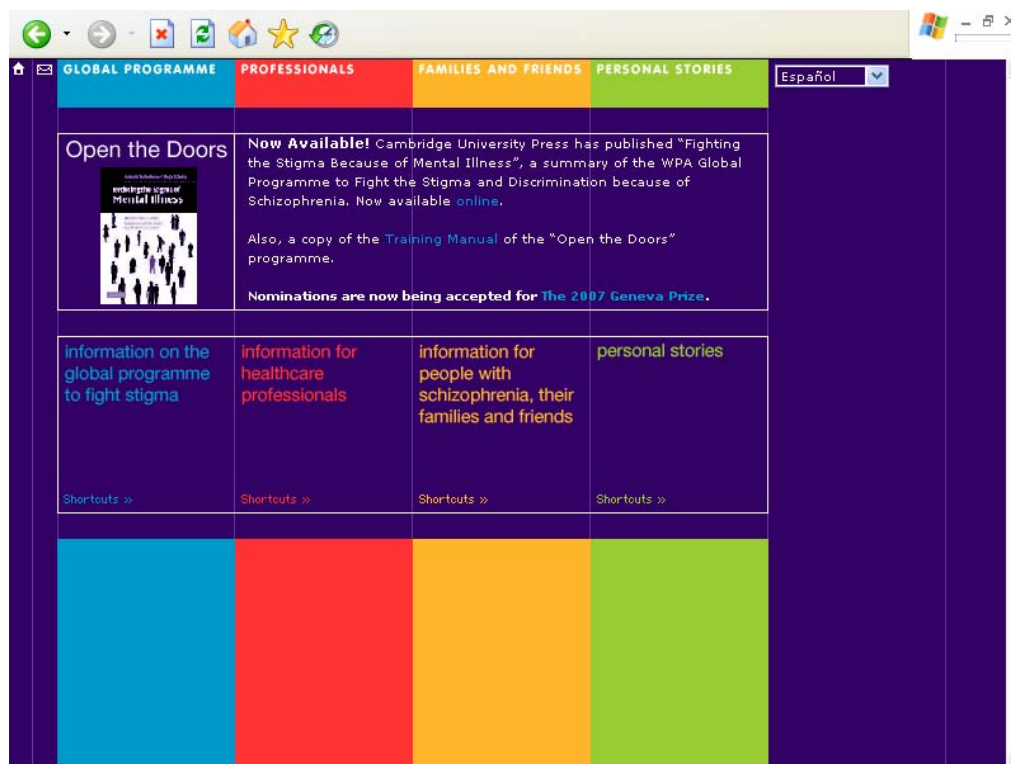 GLOBAL PROGRAMME
PROFESSIONALS
FAMILIES AND FRIENDS
PERSONAL STORIES
Español
Open the Doors
Mental Illness
Now Available! Cambridge University Press has published “Fighting
the Stigma Because of Mental Illness”, a summary of the WPA Global
Programme to Fight the Stigma and Discrimination because of
Schizophrenia. Now available online.
Also, a copy of the Training Manual of the “Open the Doors”
programme.
Nominations are now being accepted for The 2007 Geneva Prize.
information on the
global programme
to fight stigma
Shortcuts »
information for
healthcare
professionals
Shortcuts »
information for
people with
schizophrenia, their
families and friends
Shortcuts »
personal stories
Shortcuts »